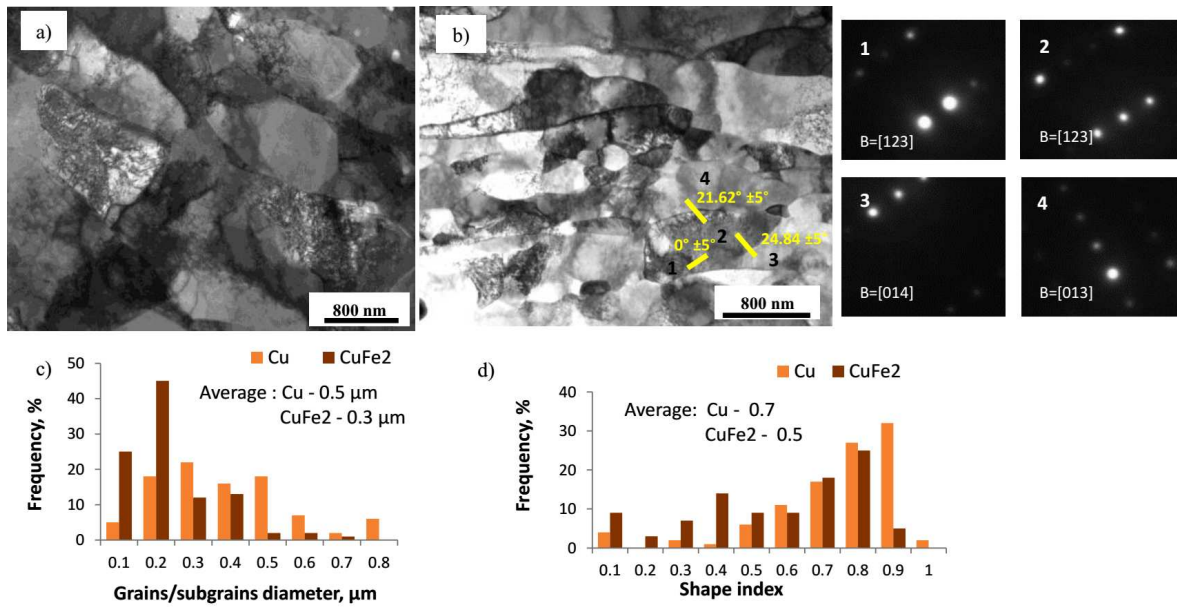 a)
800 nm
b)
4
21.62° ±5°
2
0° ±5°
24.84 ±5°
1
3
800 nm
1
B=[123]
2
B=[123]
3
B=[014]
4
B=[013]
c)
Cu CuFe2
Average : Cu - 0.5 µm
CuFe2 - 0.3 µm
Frequency, %
50
40
30
20
10
0
0.1 0.2 0.3 0.4 0.5 0.6 0.7 0.8
Grains/subgrains diameter, µm
d)
Cu CuFe2
Average: Cu - 0.7
CuFe2 - 0.5
Frequency, %
40
30
20
10
0
0.1 0.2 0.3 0.4 0.5 0.6 0.7 0.8 0.9 1
Shape index